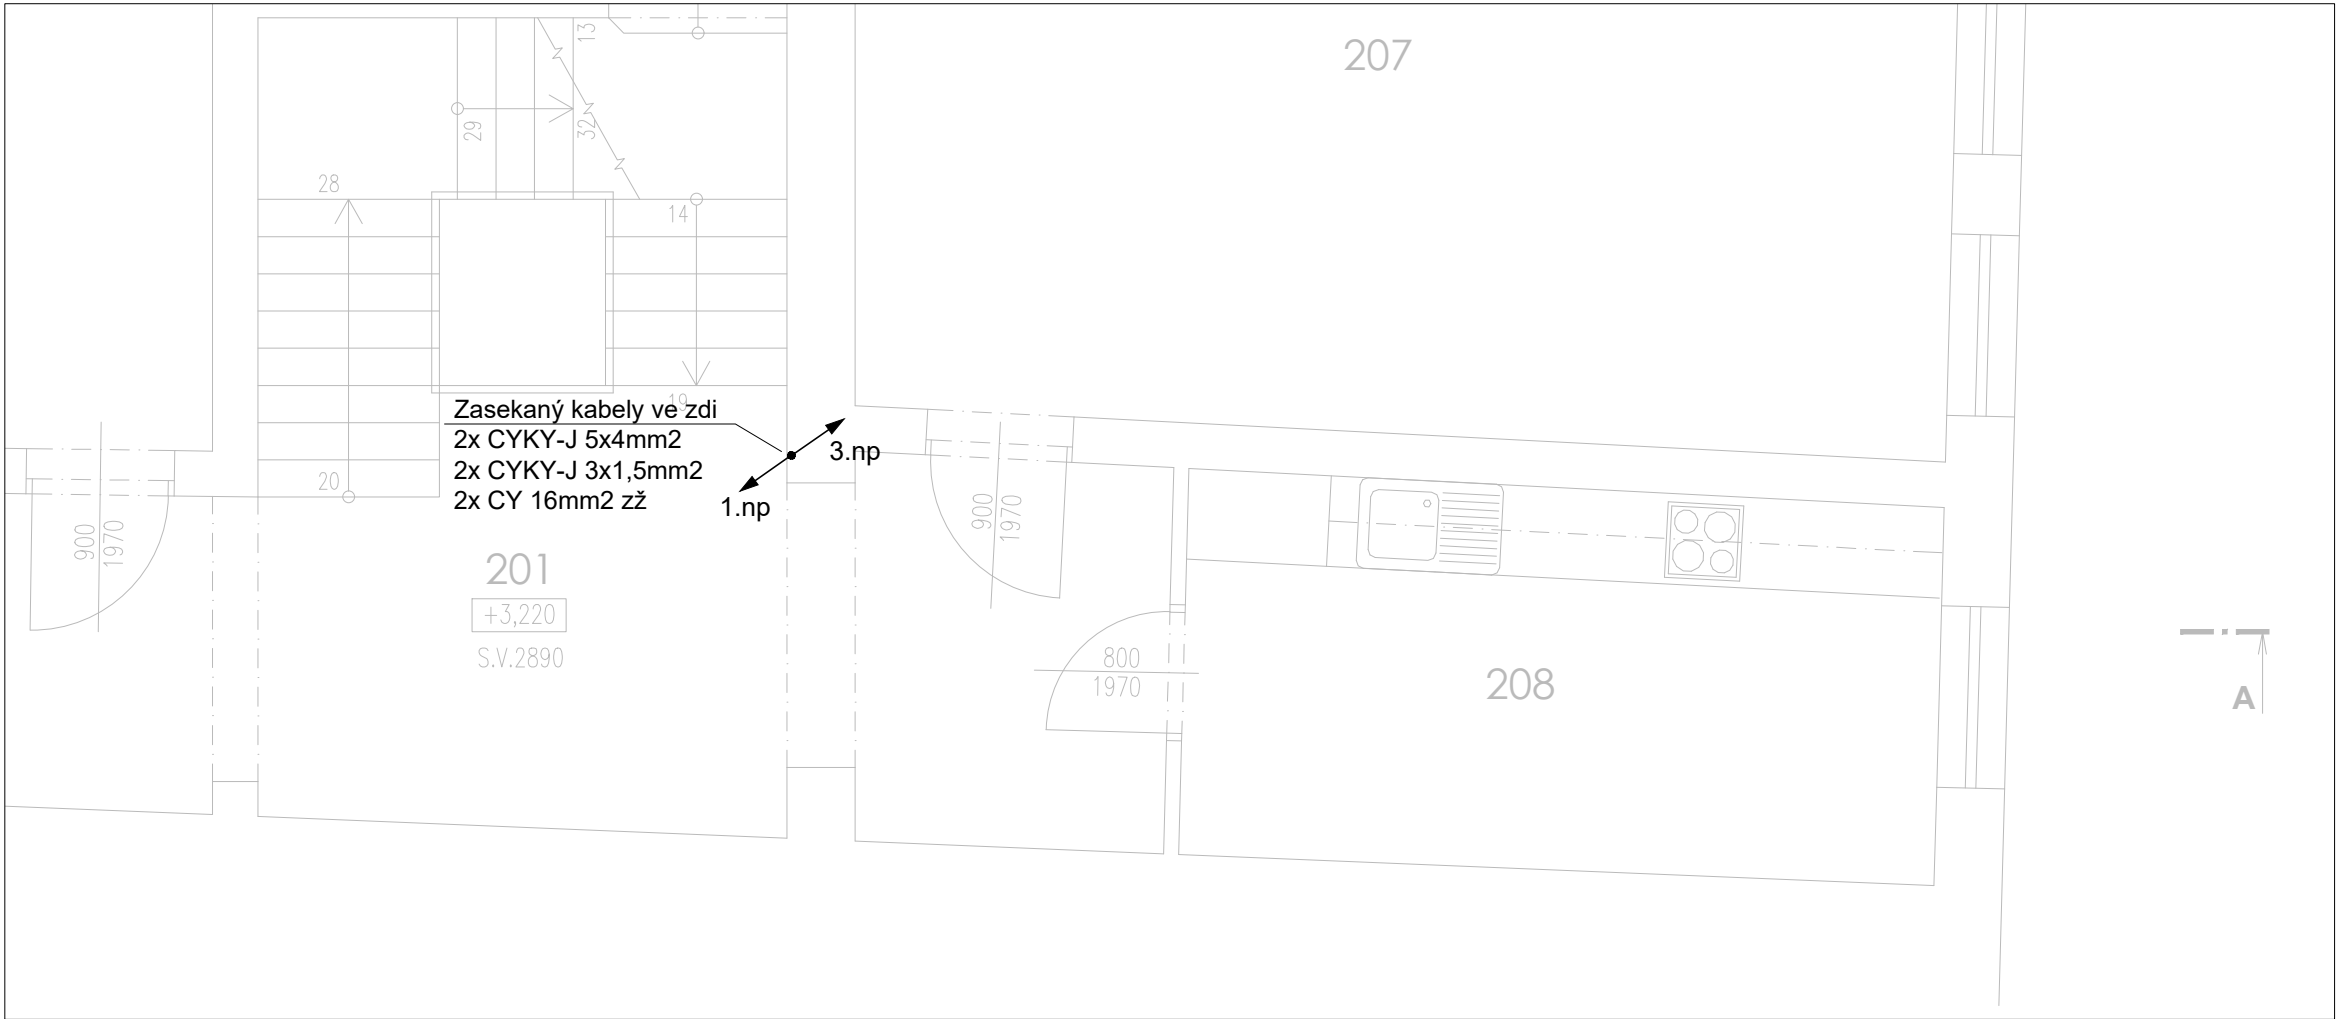 207
13
29
32
28
14
19
Zasekaný kabely ve zdi
2x CYKY-J 5x4mm2
2x CYKY-J 3x1,5mm2
2x CY 16mm2 zž
3.np
1.np
20
900
1970
900
1970
201
+3,220
S.V.2890
800
1970
208
A